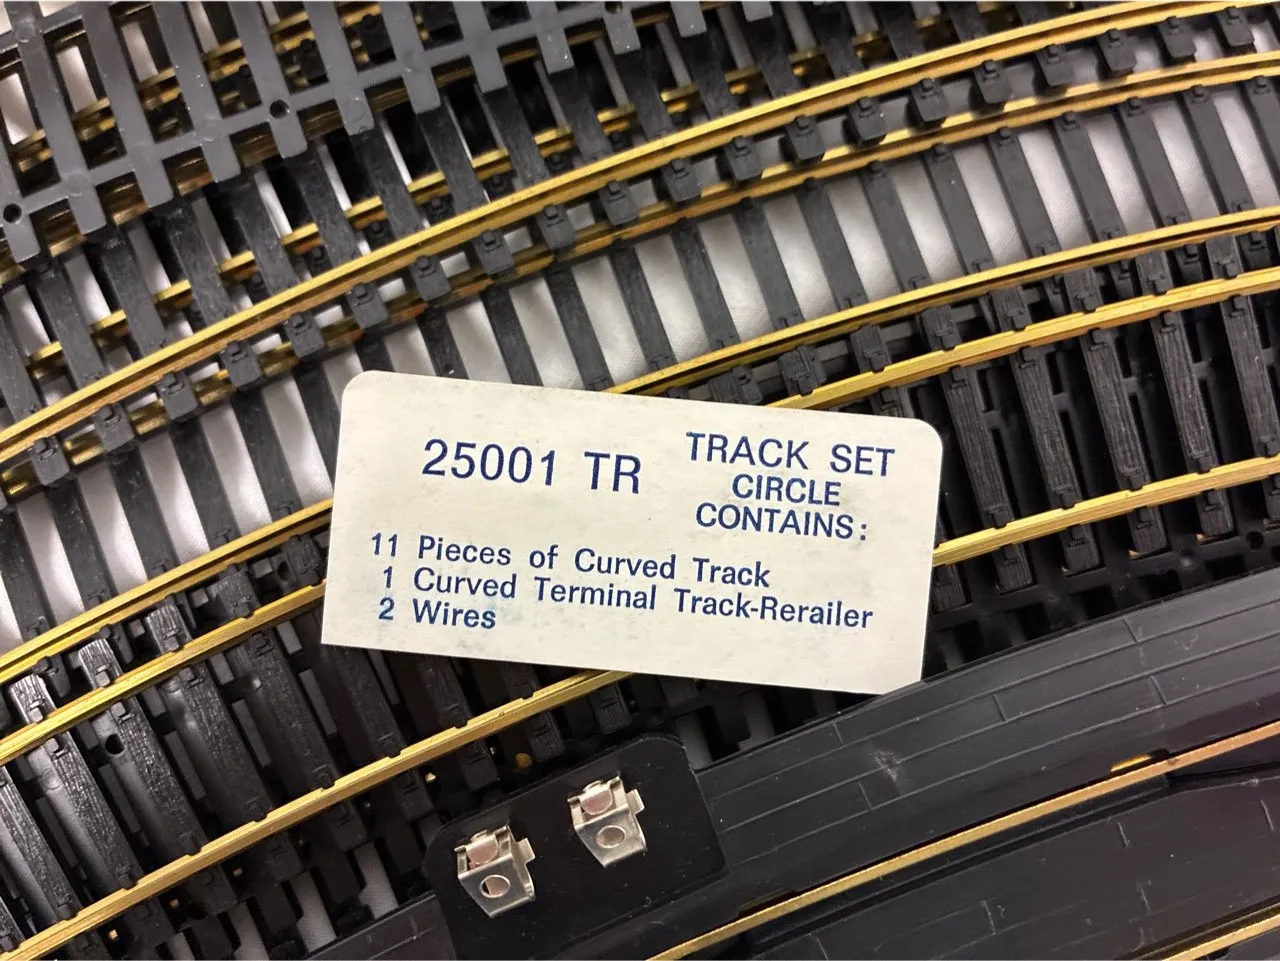 25001 TR
TRACK SET
CIRCLE
CONTAINS:
11 Pieces of Curved Track
1 Curved Terminal Track-Rerailer
2 Wires